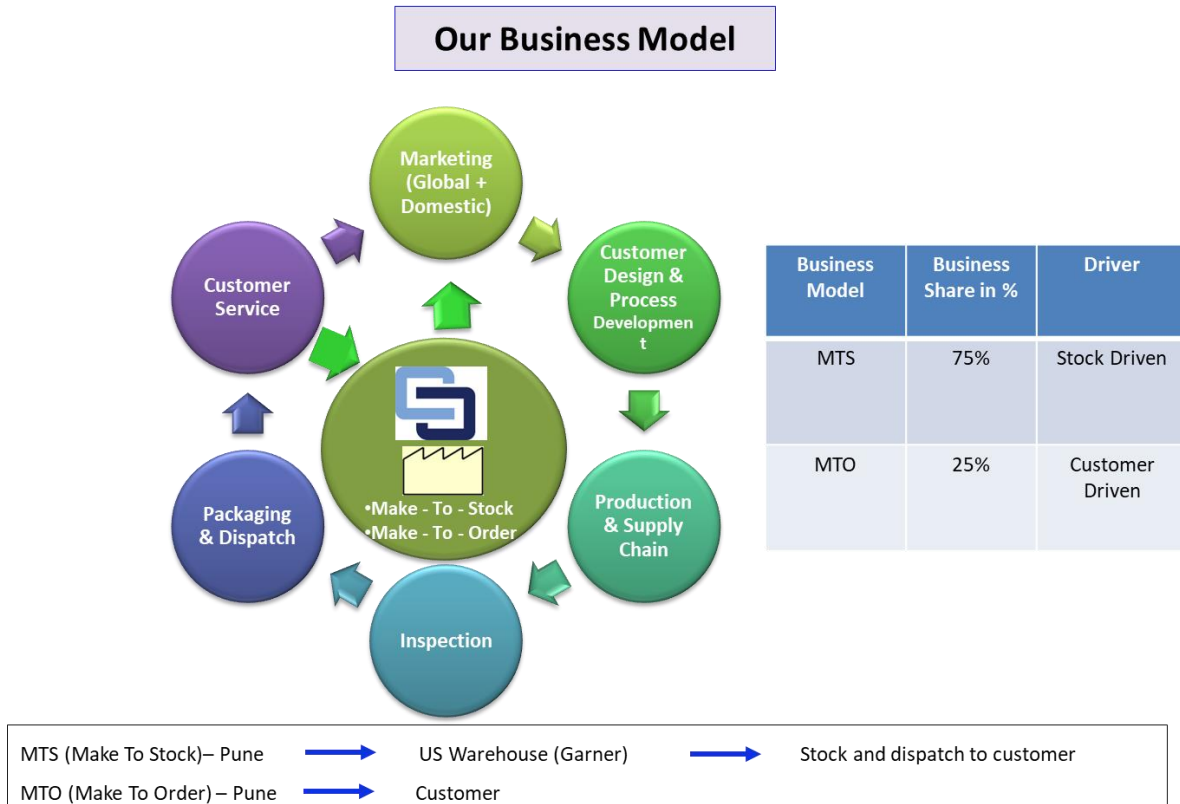 Our Business Model
Marketing
(Global +
Domestic)
Customer
Design &
Process
Developmen
t
Production
& Supply
Chain
Inspection
Packaging
& Dispatch
Customer
Service
•Make - To - Stock
•Make - To - Order
Business Model Business Share in % Driver
MTS 75% Stock Driven
MTO 25% Customer Driven
MTS (Make To Stock)– Pune US Warehouse (Garner) Stock and dispatch to customer
MTO (Make To Order) – Pune Customer